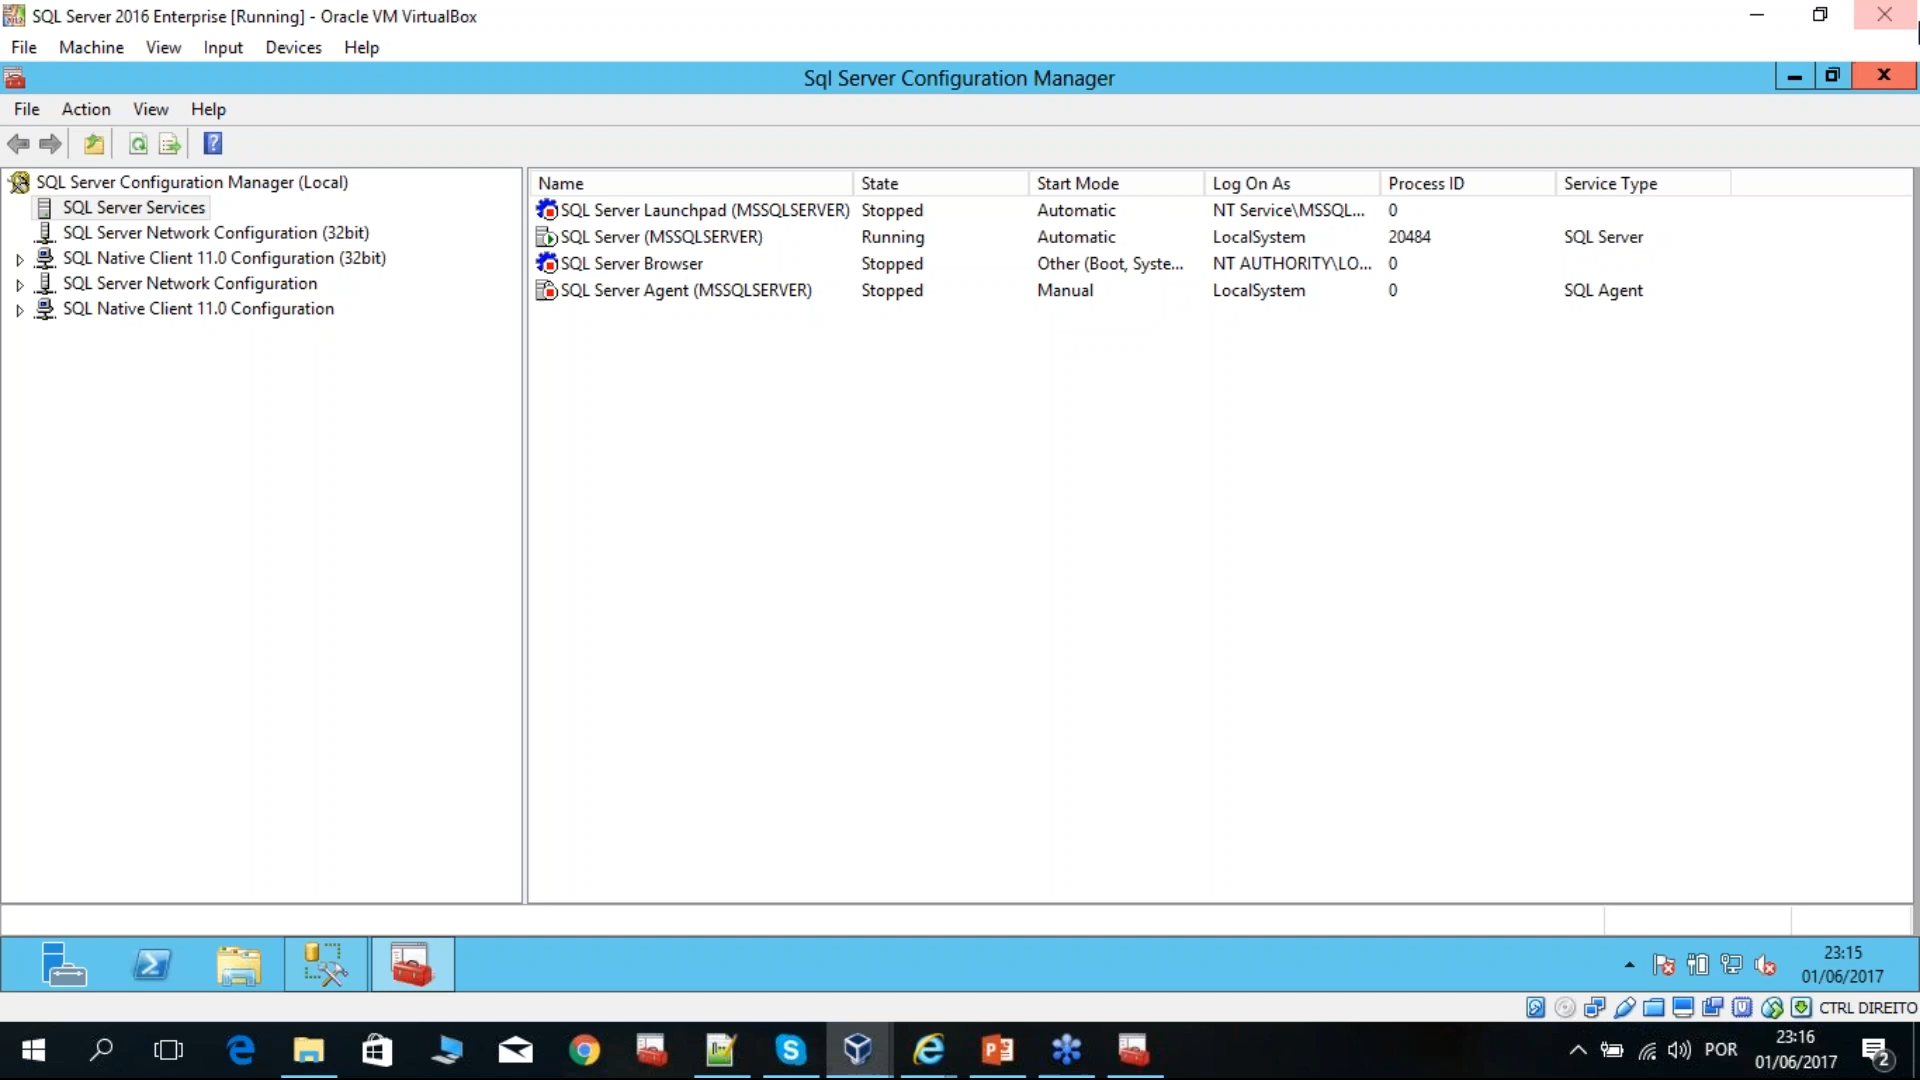 SQL Server 2016 Enterprise [Running] - Oracle VM VirtualBox
File Machine View Input Devices Help
Sql Server Configuration Manager
File Action View Help
SQL Server Configuration Manager (Local)
SQL Server Services
SQL Server Network Configuration (32bit)
SQL Native Client 11.0 Configuration (32bit)
SQL Server Network Configuration
SQL Native Client 11.0 Configuration
Name State Start Mode Log On As Process ID Service Type
SQL Server Launchpad (MSSQLSERVER) Stopped Automatic NT Service\MSSQL... 0
SQL Server (MSSQLSERVER) Running Automatic LocalSystem 20484 SQL Server
SQL Server Browser Stopped Other (Boot, Syste... NT AUTHORITY\LO... 0
SQL Server Agent (MSSQLSERVER) Stopped Manual LocalSystem 0 SQL Agent
23:15
01/06/2017
CTRL DIREITO
POR
23:16
01/06/2017
2